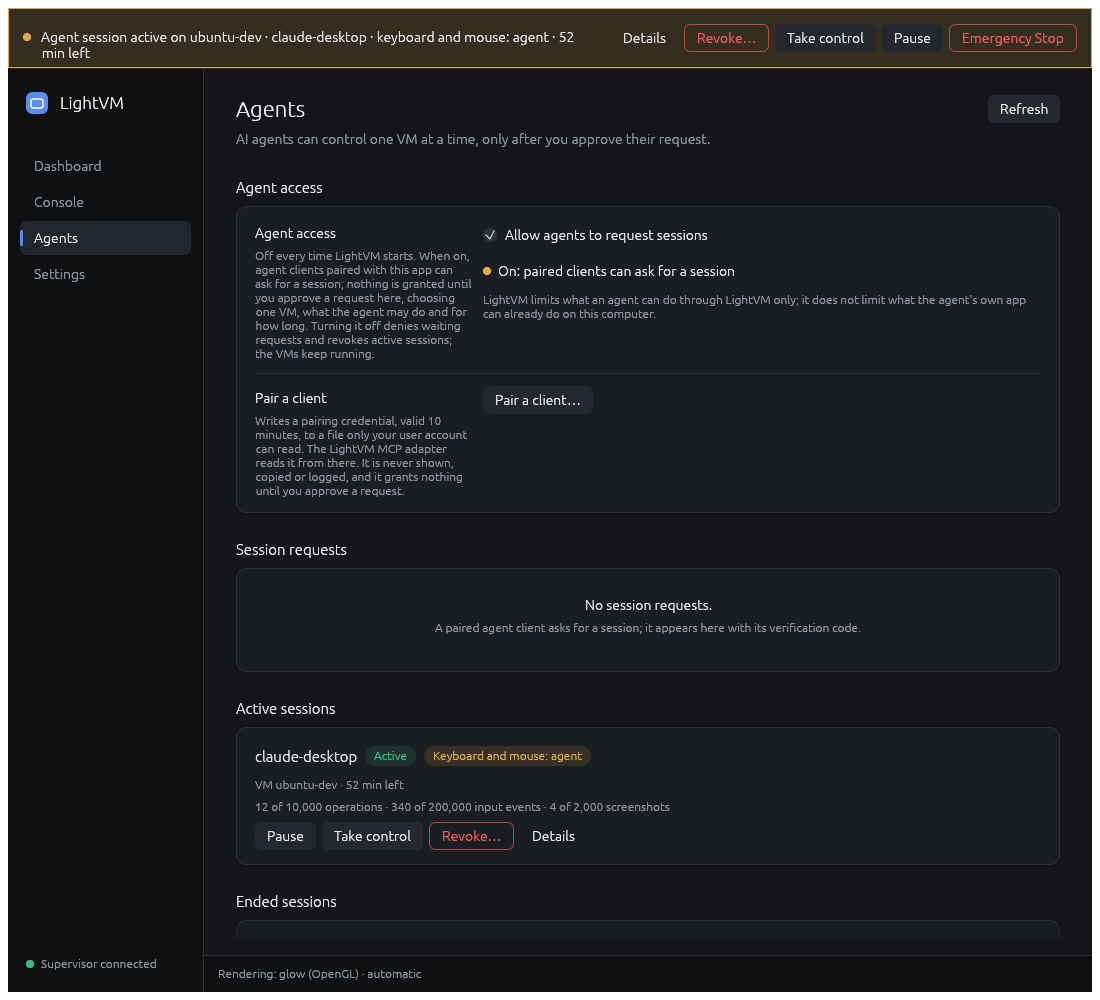 Agent session active on ubuntu-dev · claude-desktop · keyboard and mouse: agent · 52
min left
Details
Revoke…
Take control
Pause
Emergency Stop
LightVM
Dashboard
Console
Agents
Settings
Supervisor connected
Agents
Refresh
AI agents can control one VM at a time, only after you approve their request.
Agent access
Agent access
Off every time LightVM starts. When on,
agent clients paired with this app can
ask for a session; nothing is granted until
you approve a request here, choosing
one VM, what the agent may do and for
how long. Turning it off denies waiting
requests and revokes active sessions;
the VMs keep running.
Allow agents to request sessions
On: paired clients can ask for a session
LightVM limits what an agent can do through LightVM only; it does not limit what the agent's own app
can already do on this computer.
Pair a client
Writes a pairing credential, valid 10
minutes, to a file only your user account
can read. The LightVM MCP adapter
reads it from there. It is never shown,
copied or logged, and it grants nothing
until you approve a request.
Pair a client…
Session requests
No session requests.
A paired agent client asks for a session; it appears here with its verification code.
Active sessions
claude-desktop
Active
Keyboard and mouse: agent
VM ubuntu-dev · 52 min left
12 of 10,000 operations · 340 of 200,000 input events · 4 of 2,000 screenshots
Pause
Take control
Revoke…
Details
Ended sessions
Rendering: glow (OpenGL) · automatic